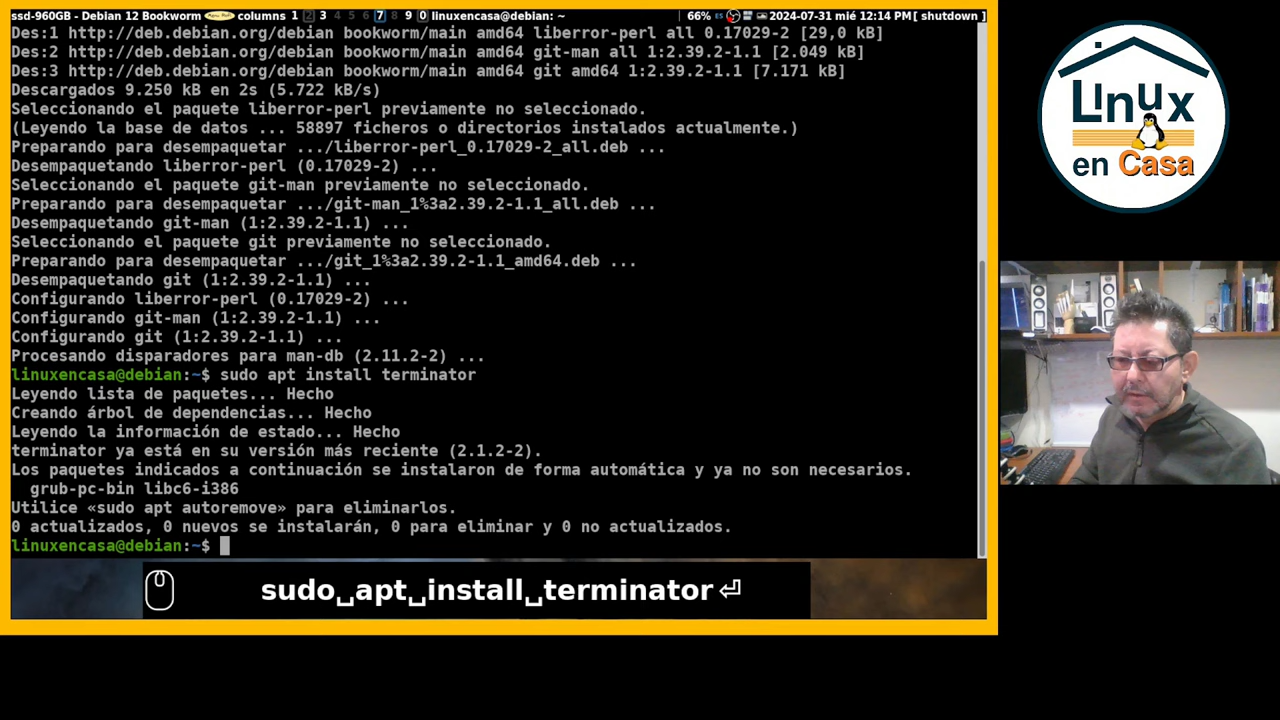 ssd-960GB - Debian 12 Bookworm columns 1 2 3 4 5 6 7 8 9 0 linuxencasa@debian: ~ 66% ES 2024-07-31 mié 12:14 PM [ shutdown ]
Des:1 http://deb.debian.org/debian bookworm/main amd64 liberror-perl all 0.17029-2 [29,0 kB]
Des:2 http://deb.debian.org/debian bookworm/main amd64 git-man all 1:2.39.2-1.1 [2.049 kB]
Des:3 http://deb.debian.org/debian bookworm/main amd64 git amd64 1:2.39.2-1.1 [7.171 kB]
Descargados 9.250 kB en 2s (5.722 kB/s)
Seleccionando el paquete liberror-perl previamente no seleccionado.
(Leyendo la base de datos ... 58897 ficheros o directorios instalados actualmente.)
Preparando para desempaquetar .../liberror-perl_0.17029-2_all.deb ...
Desempaquetando liberror-perl (0.17029-2) ...
Seleccionando el paquete git-man previamente no seleccionado.
Preparando para desempaquetar .../git-man_1%3a2.39.2-1.1_all.deb ...
Desempaquetando git-man (1:2.39.2-1.1) ...
Seleccionando el paquete git previamente no seleccionado.
Preparando para desempaquetar .../git_1%3a2.39.2-1.1_amd64.deb ...
Desempaquetando git (1:2.39.2-1.1) ...
Configurando liberror-perl (0.17029-2) ...
Configurando git-man (1:2.39.2-1.1) ...
Configurando git (1:2.39.2-1.1) ...
Procesando disparadores para man-db (2.11.2-2) ...
linuxencasa@debian:~$ sudo apt install terminator
Leyendo lista de paquetes... Hecho
Creando árbol de dependencias... Hecho
Leyendo la información de estado... Hecho
terminator ya está en su versión más reciente (2.1.2-2).
Los paquetes indicados a continuación se instalaron de forma automática y ya no son necesarios.
grub-pc-bin libc6-i386
Utilice «sudo apt autoremove» para eliminarlos.
0 actualizados, 0 nuevos se instalarán, 0 para eliminar y 0 no actualizados.
linuxencasa@debian:~$
sudo␣apt␣install␣terminator⏎
Linux
en Casa